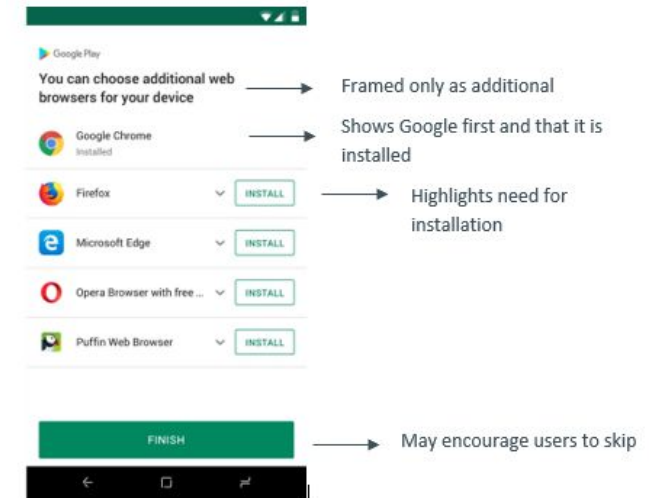 Google Play
You can choose additional web
browsers for your device
Framed only as additional
Google Chrome
Installed
Shows Google first and that it is
installed
Firefox
INSTALL
Highlights need for
installation
Microsoft Edge
INSTALL
Opera Browser with free ...
INSTALL
Puffin Web Browser
INSTALL
FINISH
May encourage users to skip